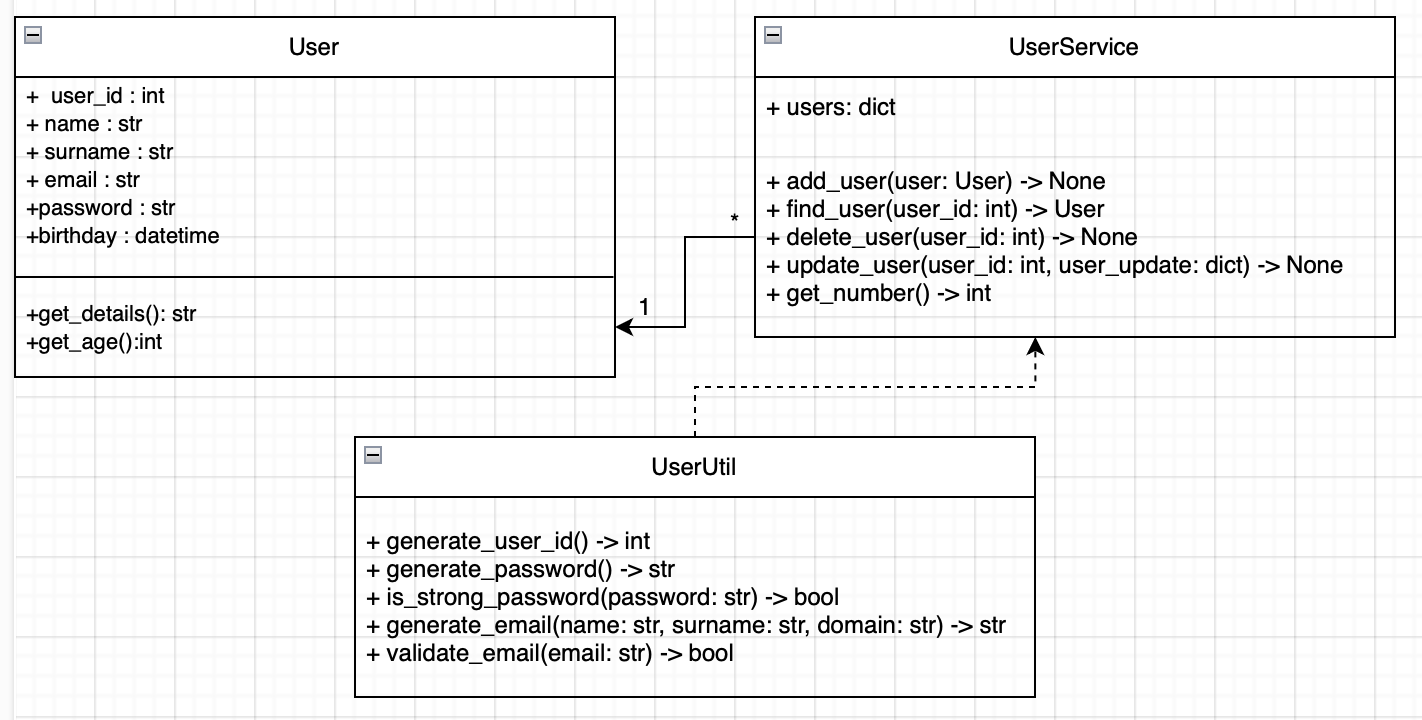 User
+ user_id : int
+ name : str
+ surname : str
+ email : str
+password : str
+birthday : datetime
+get_details(): str
+get_age():int
1
*
UserService
+ users: dict
+ add_user(user: User) -> None
+ find_user(user_id: int) -> User
+ delete_user(user_id: int) -> None
+ update_user(user_id: int, user_update: dict) -> None
+ get_number() -> int
UserUtil
+ generate_user_id() -> int
+ generate_password() -> str
+ is_strong_password(password: str) -> bool
+ generate_email(name: str, surname: str, domain: str) -> str
+ validate_email(email: str) -> bool